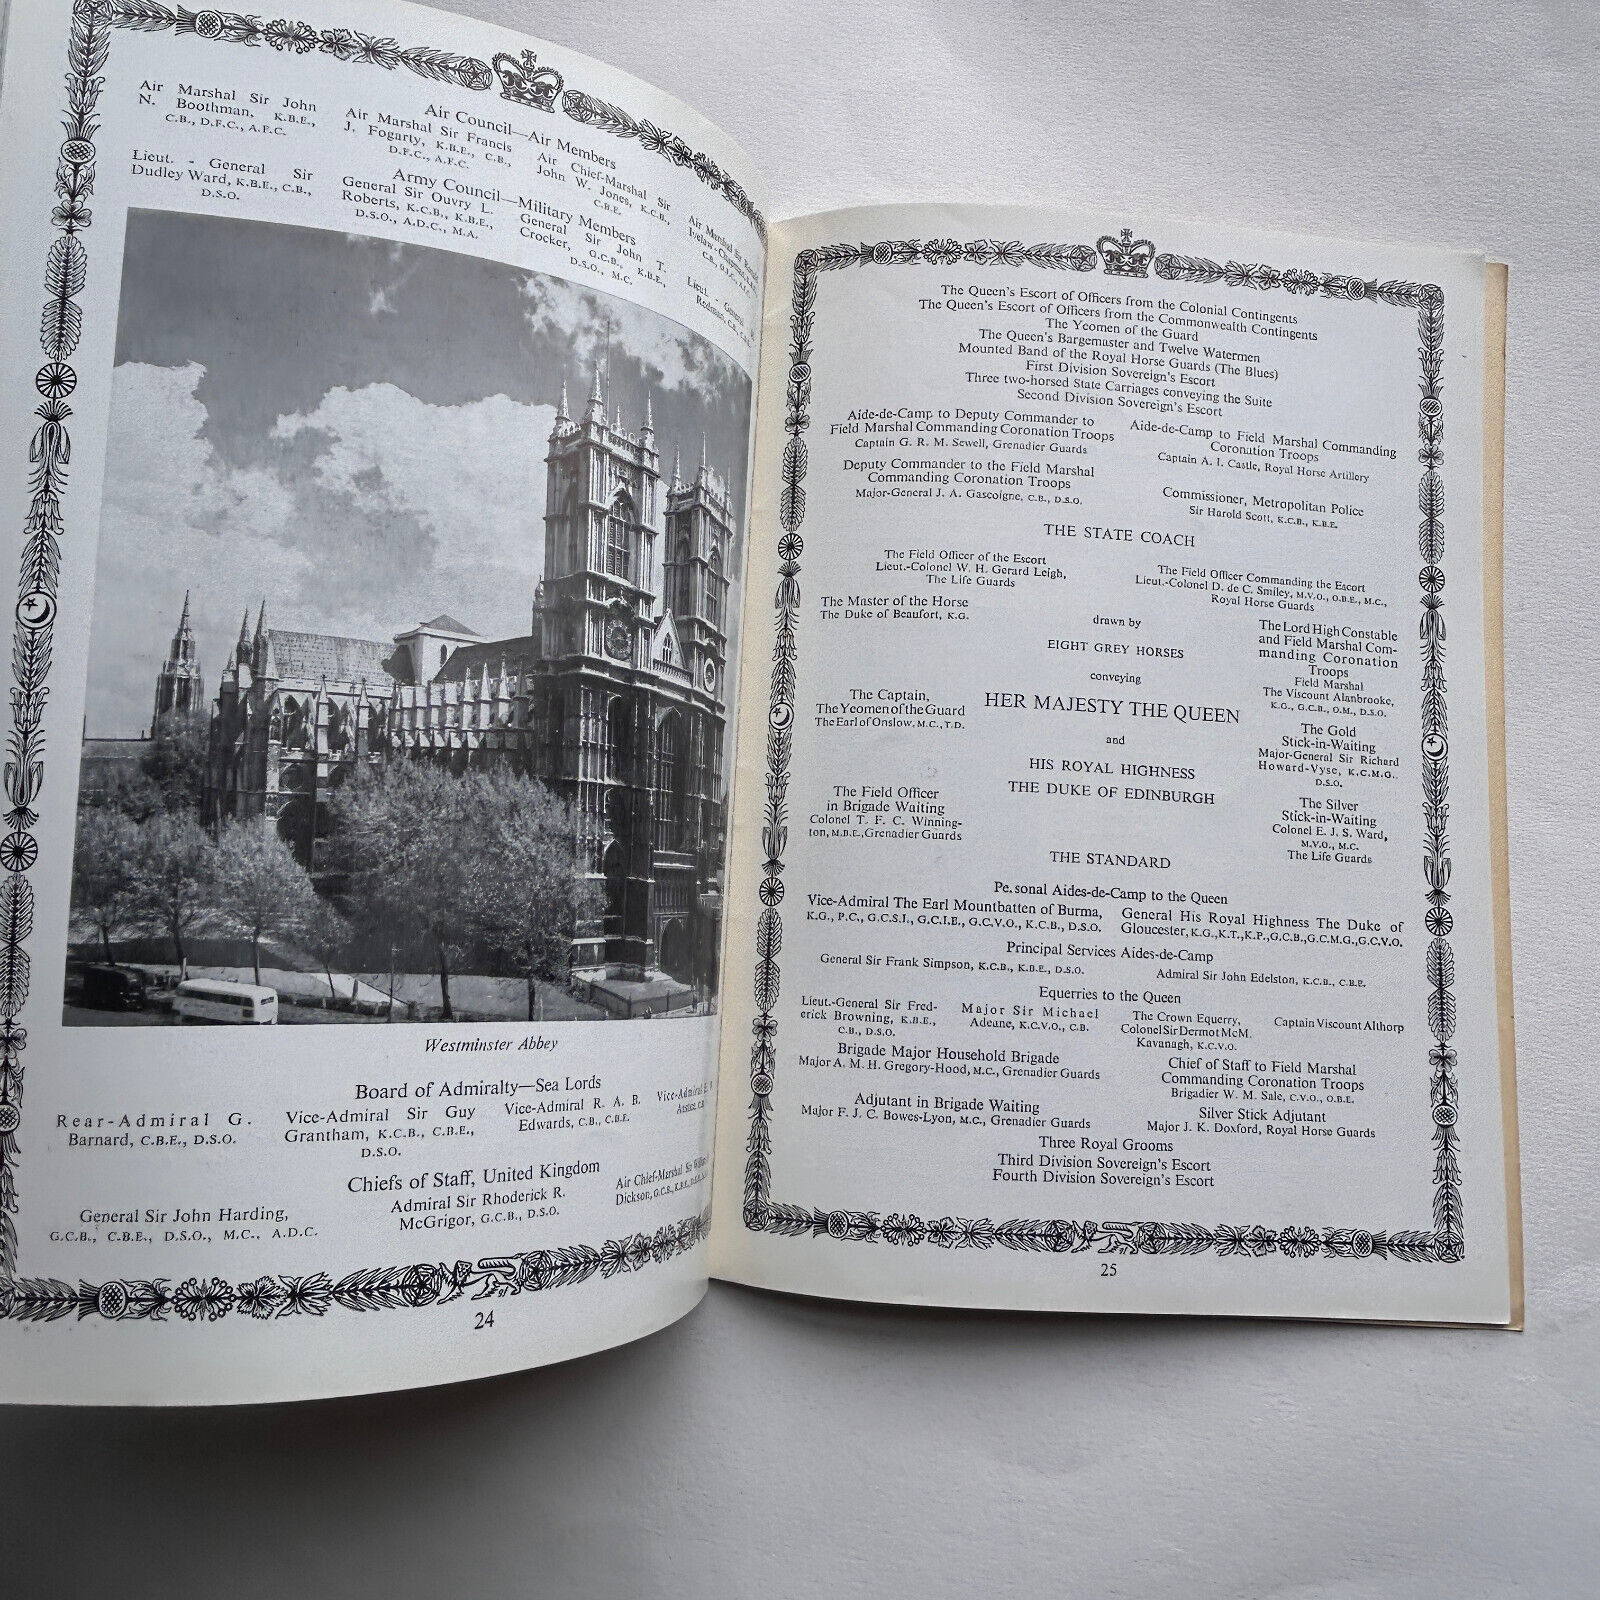 Air Council—Air Members
Air Marshal Sir John
N. Boothman, K.B.E.,
C.B., D.F.C., A.F.C.
Air Marshal Sir Francis
J. Fogarty, K.B.E., C.B.,
D.F.C., A.F.C.
Air Chief-Marshal Sir
John W. Jones, K.C.B.,
C.B.E.
Air Marshal Sir
Army Council—Military Members
Lieut. - General Sir
Dudley Ward, K.B.E., C.B.,
D.S.O.
General Sir Ouvry L.
Roberts, K.C.B., K.B.E.,
D.S.O., A.D.C., M.A.
General Sir John T.
Crocker, G.C.B., K.B.E.,
D.S.O., M.C.
Lieut. - General
Redman, C.B.,
Westminster Abbey
Board of Admiralty—Sea Lords
Rear-Admiral G.
Barnard, C.B.E., D.S.O.
Vice-Admiral Sir Guy
Grantham, K.C.B., C.B.E.,
D.S.O.
Vice-Admiral R. A. B.
Edwards, C.B., C.B.E.
Vice-Admiral E.
Chiefs of Staff, United Kingdom
General Sir John Harding,
G.C.B., C.B.E., D.S.O., M.C., A.D.C.
Admiral Sir Rhoderick R.
McGrigor, G.C.B., D.S.O.
Air Chief-Marshal Sir William
Dickson, G.C.B., K.B.E.,
24
The Queen's Escort of Officers from the Colonial Contingents
The Queen's Escort of Officers from the Commonwealth Contingents
The Yeomen of the Guard
The Queen's Bargemaster and Twelve Watermen
Mounted Band of the Royal Horse Guards (The Blues)
First Division Sovereign's Escort
Three two-horsed State Carriages conveying the Suite
Second Division Sovereign's Escort
Aide-de-Camp to Deputy Commander to
Field Marshal Commanding Coronation Troops
Captain G. R. M. Sewell, Grenadier Guards
Aide-de-Camp to Field Marshal Commanding
Coronation Troops
Captain A. I. Castle, Royal Horse Artillery
Deputy Commander to the Field Marshal
Commanding Coronation Troops
Major-General J. A. Gascoigne, C.B., D.S.O.
Commissioner, Metropolitan Police
Sir Harold Scott, K.C.B., K.B.E.
THE STATE COACH
The Field Officer of the Escort
Lieut.-Colonel W. H. Gerard Leigh,
The Life Guards
The Field Officer Commanding the Escort
Lieut.-Colonel D. de C. Smiley, M.V.O., O.B.E., M.C.,
Royal Horse Guards
The Master of the Horse
The Duke of Beaufort, K.G.
drawn by
EIGHT GREY HORSES
conveying
The Lord High Constable
and Field Marshal Com-
manding Coronation
Troops
Field Marshal
The Viscount Alanbrooke,
K.G., G.C.B., O.M., D.S.O.
The Captain,
The Yeomen of the Guard
The Earl of Onslow, M.C., T.D.
HER MAJESTY THE QUEEN
and
HIS ROYAL HIGHNESS
THE DUKE OF EDINBURGH
The Gold
Stick-in-Waiting
Major-General Sir Richard
Howard-Vyse, K.C.M.G.,
D.S.O.
The Field Officer
in Brigade Waiting
Colonel T. F. C. Winning-
ton, M.B.E., Grenadier Guards
The Silver
Stick-in-Waiting
Colonel E. J. S. Ward,
M.V.O., M.C.
The Life Guards
THE STANDARD
Pe.sonal Aides-de-Camp to the Queen
Vice-Admiral The Earl Mountbatten of Burma,
K.G., P.C., G.C.S.I., G.C.I.E., G.C.V.O., K.C.B., D.S.O.
General His Royal Highness The Duke of
Gloucester, K.G., K.T., K.P., G.C.B., G.C.M.G., G.C.V.O.
Principal Services Aides-de-Camp
General Sir Frank Simpson, K.C.B., K.B.E., D.S.O.
Admiral Sir John Edelston, K.C.B., C.B.E.
Equerries to the Queen
Lieut.-General Sir Fred-
erick Browning, K.B.E.,
C.B., D.S.O.
Major Sir Michael
Adeane, K.C.V.O., C.B.
The Crown Equerry,
Colonel Sir Dermot McM.
Kavanagh, K.C.V.O.
Captain Viscount Althorp
Brigade Major Household Brigade
Major A. M. H. Gregory-Hood, M.C., Grenadier Guards
Chief of Staff to Field Marshal
Commanding Coronation Troops
Brigadier W. M. Sale, C.V.O., O.B.E.
Adjutant in Brigade Waiting
Major F. J. C. Bowes-Lyon, M.C., Grenadier Guards
Silver Stick Adjutant
Major J. K. Doxford, Royal Horse Guards
Three Royal Grooms
Third Division Sovereign's Escort
Fourth Division Sovereign's Escort
25